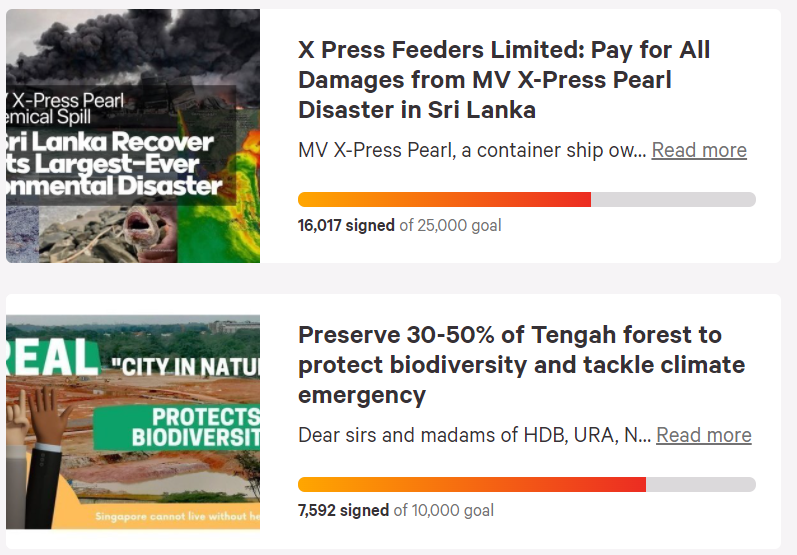 X-Press Pearl
emical Spill
ri Lanka Recover
ts Largest-Ever
onmental Disaster
X Press Feeders Limited: Pay for All
Damages from MV X-Press Pearl
Disaster in Sri Lanka
MV X-Press Pearl, a container ship ow... Read more
16,017 signed of 25,000 goal
REAL "CITY IN NATU
PROTECTS
BIODIVERSIT
Singapore cannot live without he
Preserve 30-50% of Tengah forest to
protect biodiversity and tackle climate
emergency
Dear sirs and madams of HDB, URA, N... Read more
7,592 signed of 10,000 goal